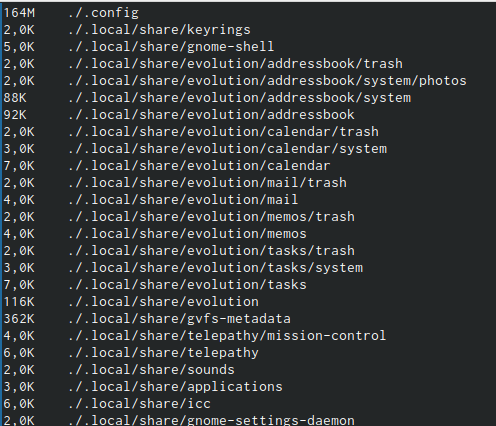 164M ./.config
2,0K ./.local/share/keyrings
5,0K ./.local/share/gnome-shell
2,0K ./.local/share/evolution/addressbook/trash
2,0K ./.local/share/evolution/addressbook/system/photos
88K ./.local/share/evolution/addressbook/system
92K ./.local/share/evolution/addressbook
2,0K ./.local/share/evolution/calendar/trash
3,0K ./.local/share/evolution/calendar/system
7,0K ./.local/share/evolution/calendar
2,0K ./.local/share/evolution/mail/trash
4,0K ./.local/share/evolution/mail
2,0K ./.local/share/evolution/memos/trash
4,0K ./.local/share/evolution/memos
2,0K ./.local/share/evolution/tasks/trash
3,0K ./.local/share/evolution/tasks/system
7,0K ./.local/share/evolution/tasks
116K ./.local/share/evolution
362K ./.local/share/gvfs-metadata
4,0K ./.local/share/telepathy/mission-control
6,0K ./.local/share/telepathy
2,0K ./.local/share/sounds
3,0K ./.local/share/applications
6,0K ./.local/share/icc
2,0K ./.local/share/gnome-settings-daemon